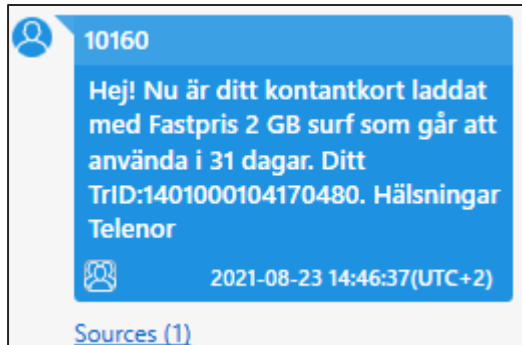 10160
Hej! Nu är ditt kontantkort laddat
med Fastpris 2 GB surf som går att
använda i 31 dagar. Ditt
TrID:1401000104170480. Hälsningar
Telenor
2021-08-23 14:46:37(UTC+2)
Sources (1)